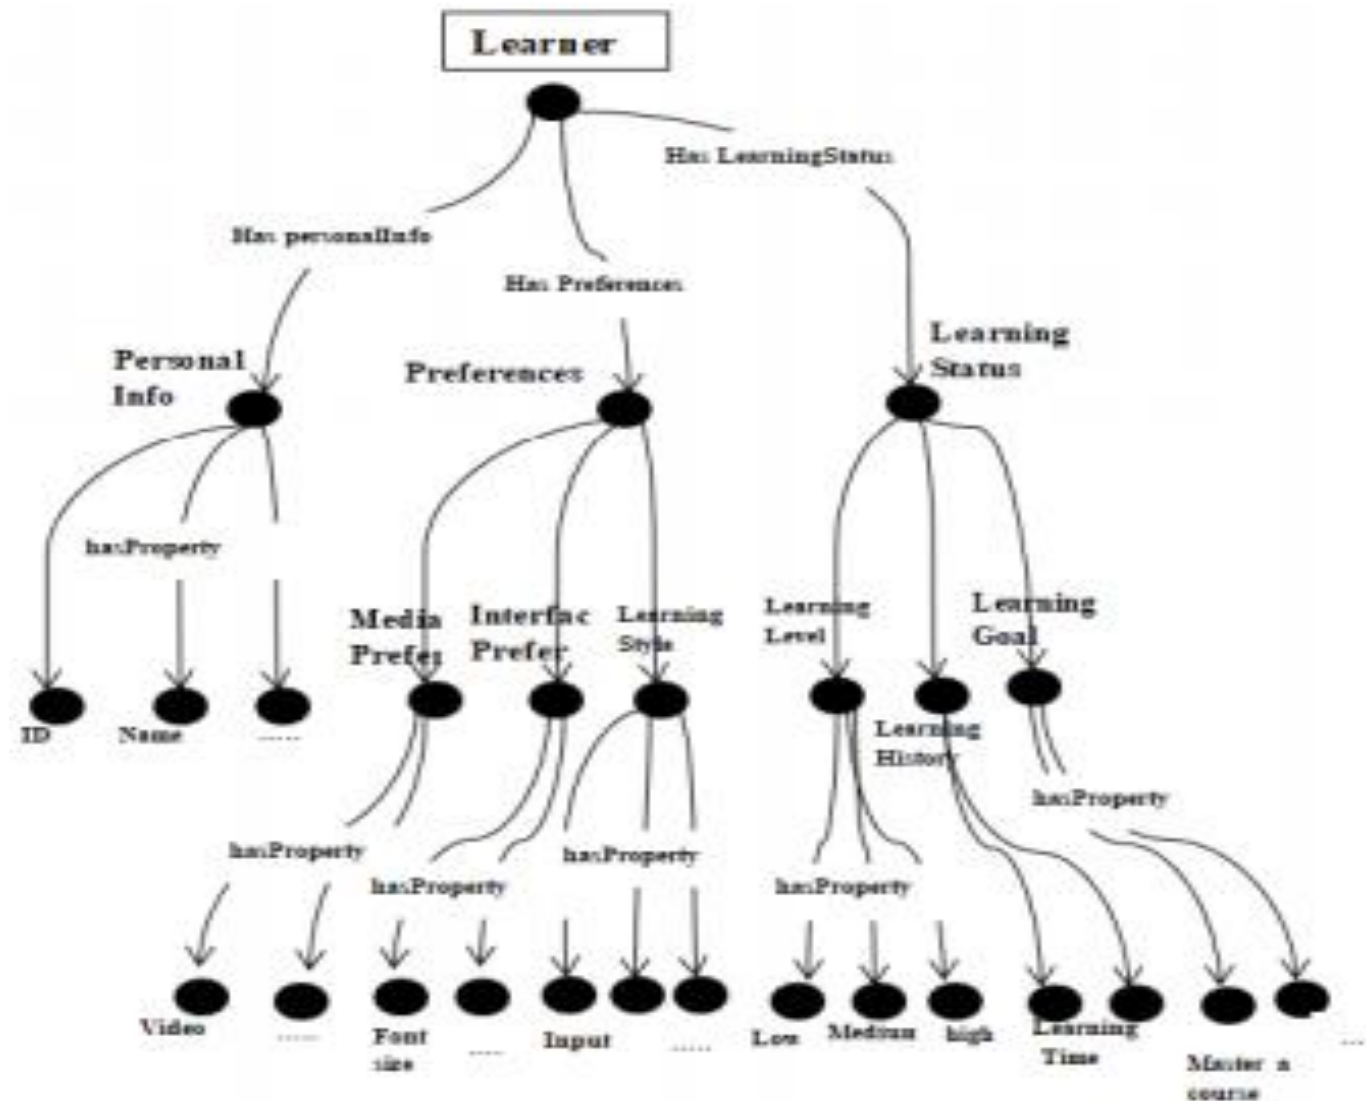 Learner
Has LearningStatus
Has personalInfo
Has Preferences
Learning
Status
Personal
Info
Preferences
hasProperty
Media
Prefer
Interfac
Prefer
Learning
Style
Learning
Level
Learning
Goal
ID
Name
.....
Learning
History
hasProperty
hasProperty
hasProperty
hasProperty
hasProperty
Video
.....
Font
size
....
Input
.....
Low
Medium
high
Learning
Time
Master a
course
...